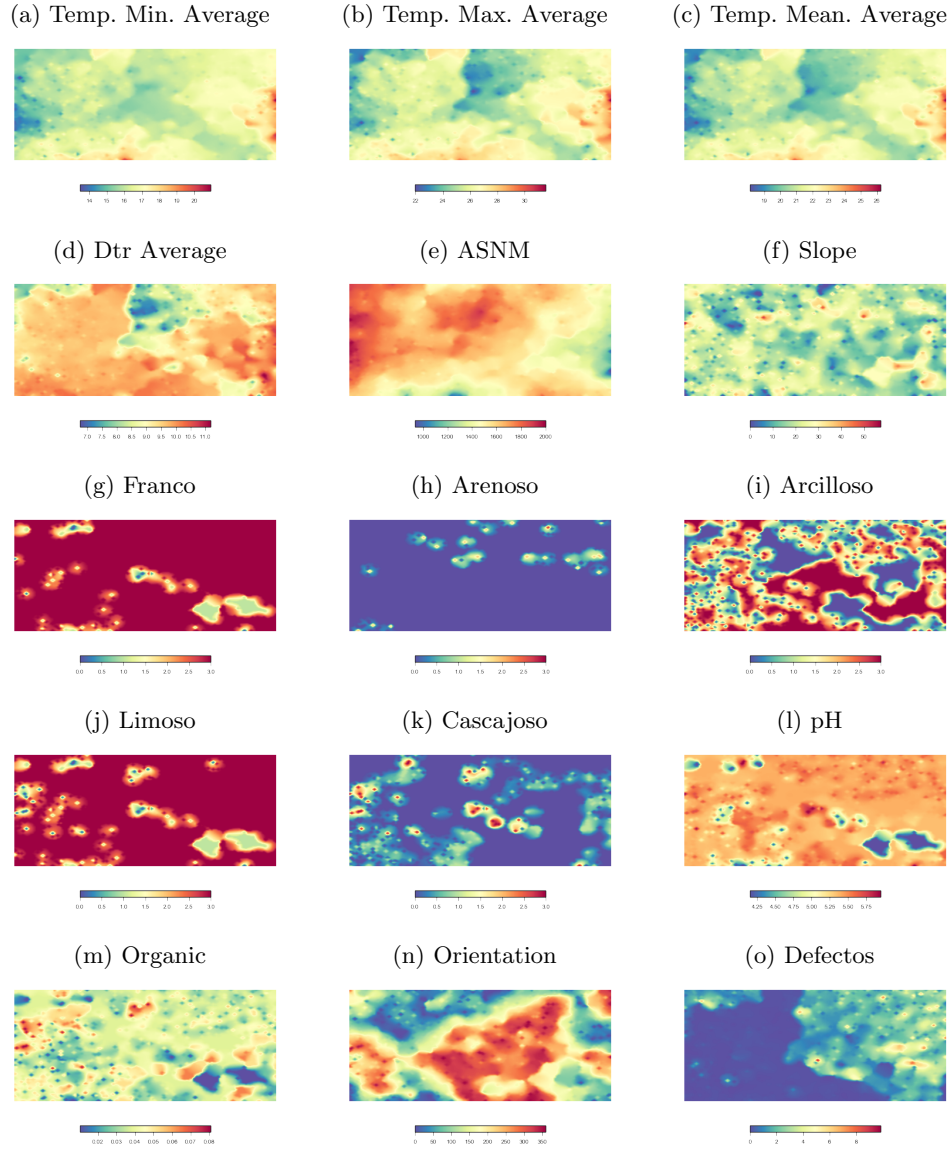 (a) Temp. Min. Average (b) Temp. Max. Average (c) Temp. Mean. Average
14 15 16 17 18 19 20 22 24 26 28 30 19 20 21 22 23 24 25 26
(d) Dtr Average (e) ASNM (f) Slope
7.0 7.5 8.0 8.5 9.0 9.5 10.0 10.5 11.0 1000 1200 1400 1600 1800 2000 0 10 20 30 40 50
(g) Franco (h) Arenoso (i) Arcilloso
0.0 0.5 1.0 1.5 2.0 2.5 3.0 0.0 0.5 1.0 1.5 2.0 2.5 3.0 0.0 0.5 1.0 1.5 2.0 2.5 3.0
(j) Limoso (k) Cascajoso (l) pH
0.0 0.5 1.0 1.5 2.0 2.5 3.0 0.0 0.5 1.0 1.5 2.0 2.5 3.0 4.25 4.50 4.75 5.00 5.25 5.50 5.75
(m) Organic (n) Orientation (o) Defectos
0.02 0.03 0.04 0.05 0.06 0.07 0.08 0 50 100 150 200 250 300 350 0 2 4 6 8